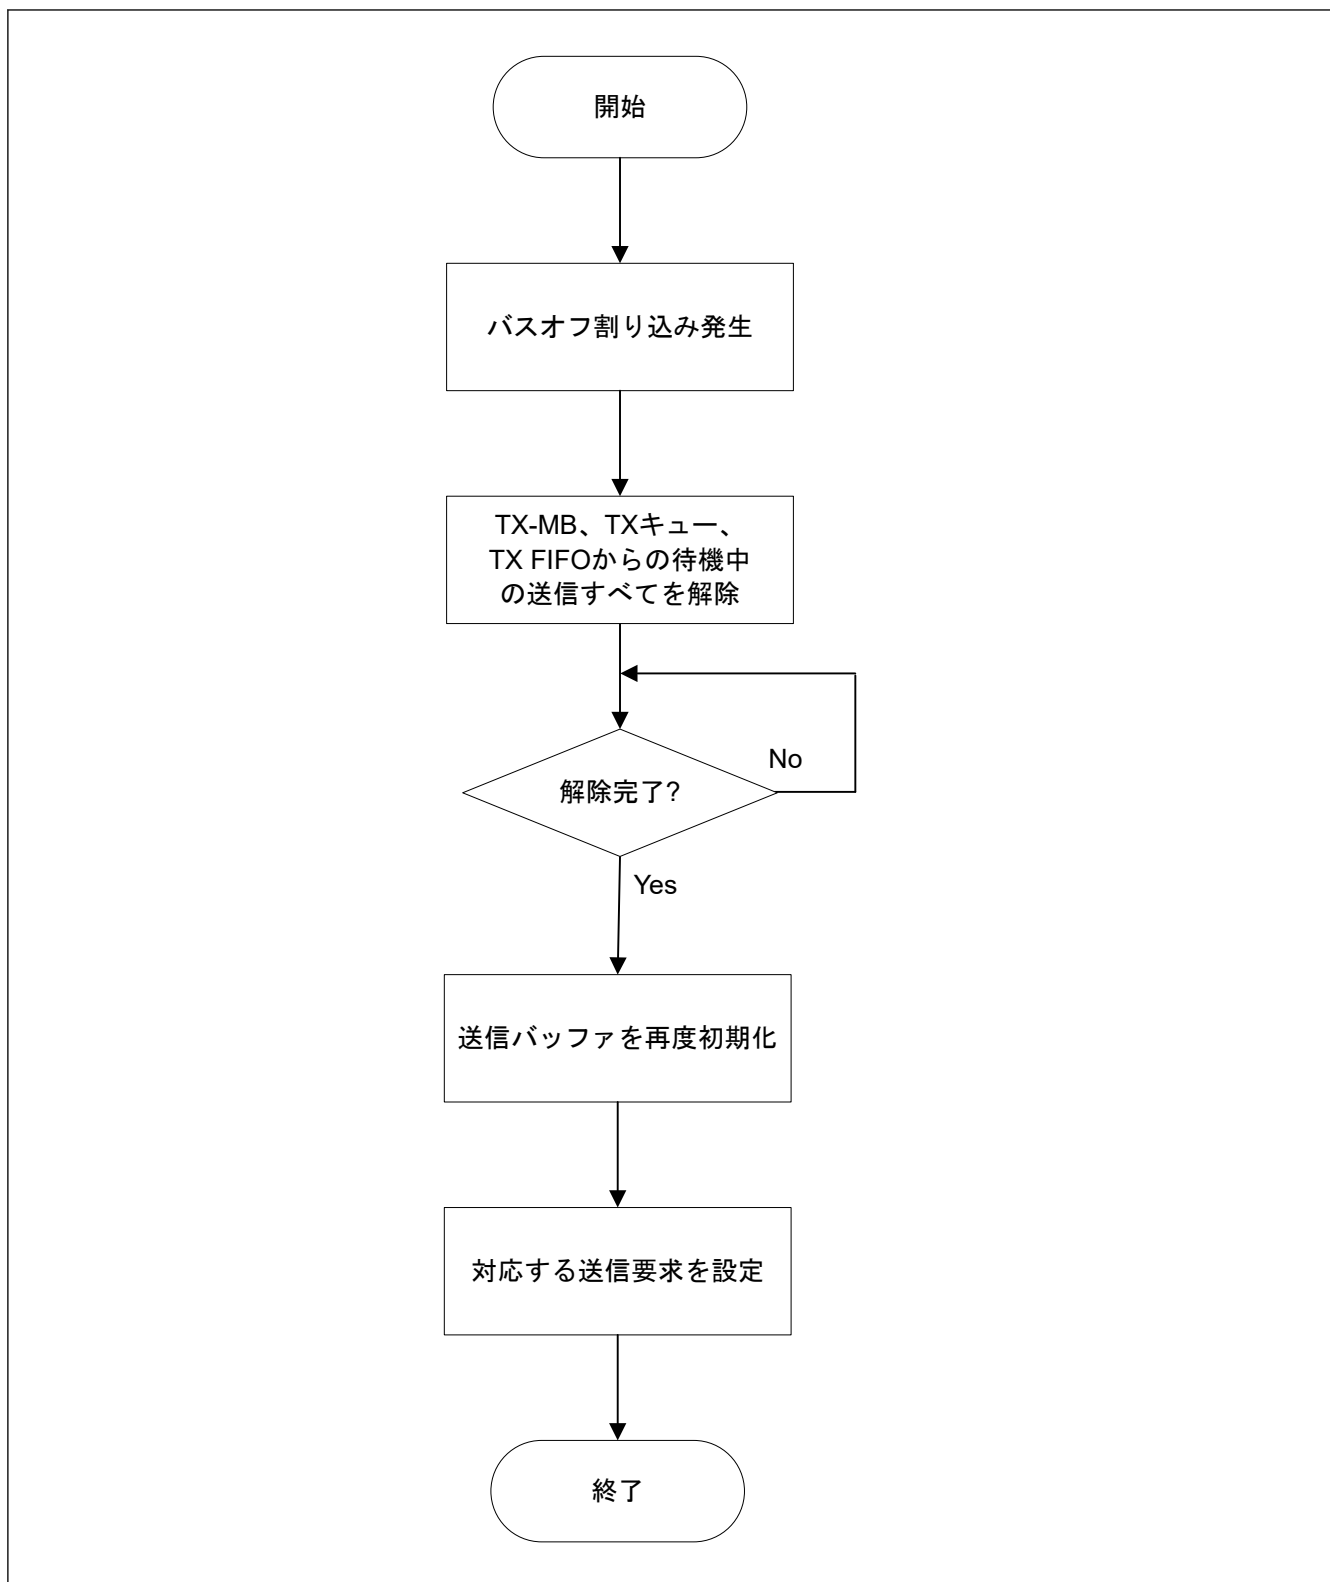 開始
バスオフ割り込み発生
TX-MB、TXキュー、
TX FIFOからの待機中
の送信すべてを解除
解除完了?
No
Yes
送信バッファを再度初期化
対応する送信要求を設定
終了